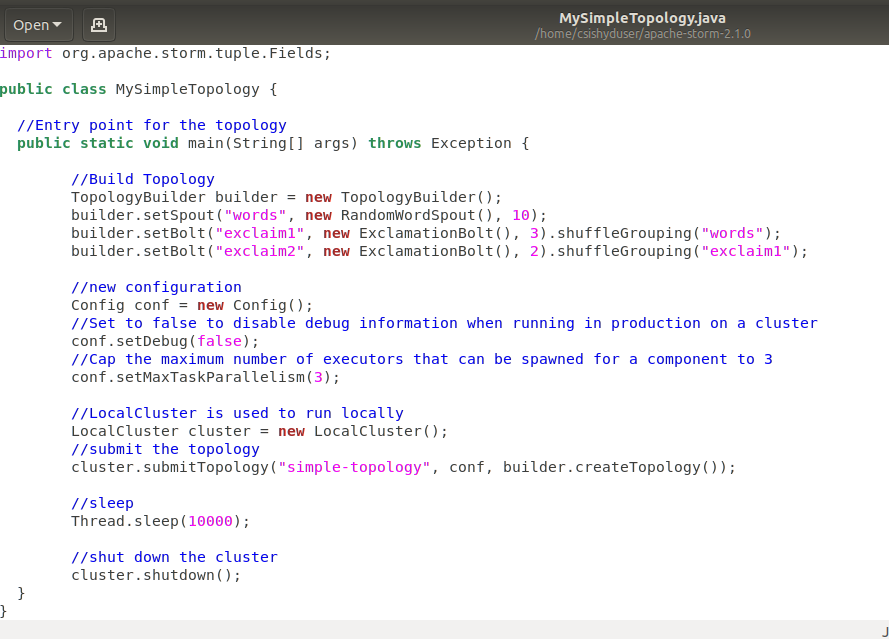 Open
MySimpleTopology.java
/home/csishyduser/apache-storm-2.1.0
import org.apache.storm.tuple.Fields;
public class MySimpleTopology {
//Entry point for the topology
public static void main(String[] args) throws Exception {
//Build Topology
TopologyBuilder builder = new TopologyBuilder();
builder.setSpout("words", new RandomWordSpout(), 10);
builder.setBolt("exclaim1", new ExclamationBolt(), 3).shuffleGrouping("words");
builder.setBolt("exclaim2", new ExclamationBolt(), 2).shuffleGrouping("exclaim1");
//new configuration
Config conf = new Config();
//Set to false to disable debug information when running in production on a cluster
conf.setDebug(false);
//Cap the maximum number of executors that can be spawned for a component to 3
conf.setMaxTaskParallelism(3);
//LocalCluster is used to run locally
LocalCluster cluster = new LocalCluster();
//submit the topology
cluster.submitTopology("simple-topology", conf, builder.createTopology());
//sleep
Thread.sleep(10000);
//shut down the cluster
cluster.shutdown();
}
}